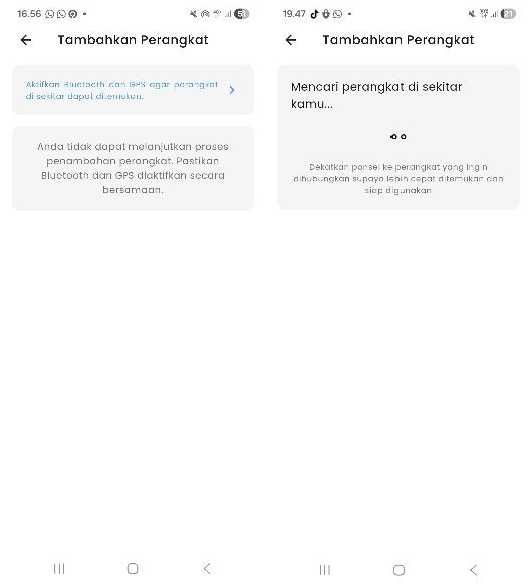 16.56
51
Tambahkan Perangkat
Aktifkan Bluetooth dan GPS agar perangkat
di sekitar dapat ditemukan.
Anda tidak dapat melanjutkan proses
penambahan perangkat. Pastikan
Bluetooth dan GPS diaktifkan secara
bersamaan.
19.47
21
Tambahkan Perangkat
Mencari perangkat di sekitar
kamu...
Dekatkan ponsel ke perangkat yang ingin
dihubungkan supaya lebih cepat ditemukan dan
siap digunakan